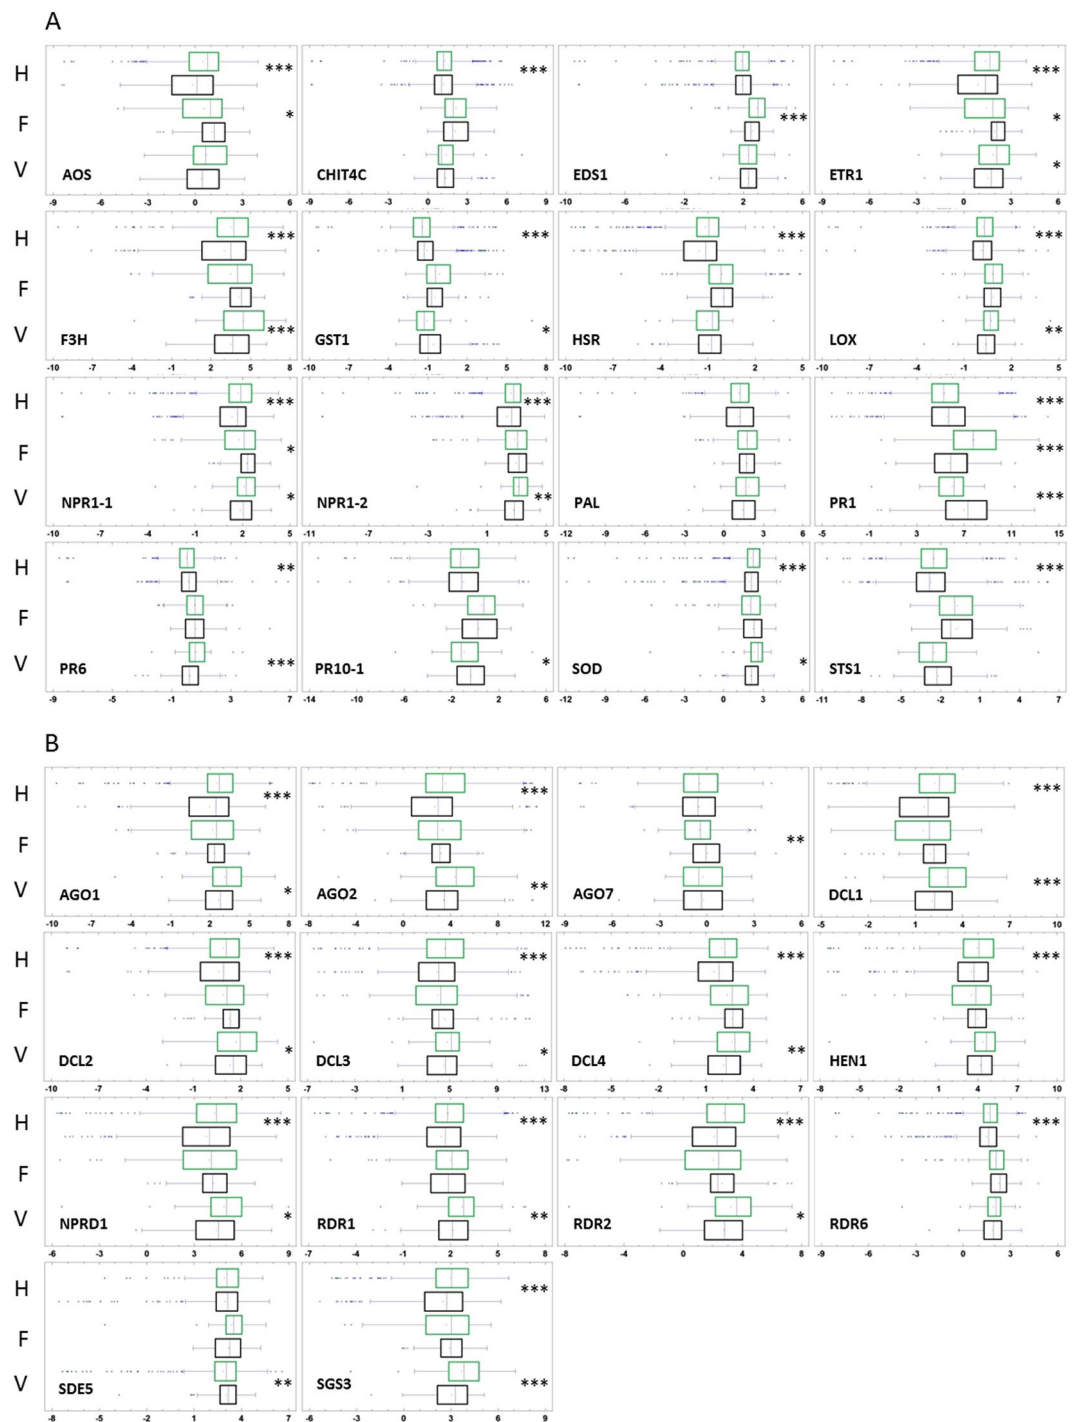 A
H *** *** ***
F * *** *
V *
AOS CHIT4C EDS1 ETR1
-9 -6 -3 0 3 6 -9 -6 -3 0 3 6 9 -10 -6 -2 2 6 -9 -6 -3 0 3 6
H *** *** *** ***
F
V *** * **
F3H GST1 HSR LOX
-10 -8 -6 -4 -2 0 2 4 6 8 -10 -7 -4 -1 2 5 8 -10 -7 -4 -1 2 5 -10 -7 -4 -1 2 5
H *** *** ***
F * ***
V * ** ***
NPR1-1 NPR1-2 PAL PR1
-10 -7 -4 -1 2 5 -12 -9 -6 -3 0 3 6 -5 -1 3 7 11 15
H ** *** ***
F
V *** * *
PR6 PR10-1 SOD STS1
-9 -5 -1 3 7 -14 -10 -6 -2 2 6 -12 -9 -6 -3 0 3 6 -11 -8 -5 -2 1 4 7
B
H *** *** ***
F **
V * ** ***
AGO1 AGO2 AGO7 DCL1
-10 -7 -4 -1 2 5 8 -8 -4 0 4 8 12 -9 -6 -3 0 3 6 -5 -2 1 4 7 10
H *** *** *** ***
F
V * * **
DCL2 DCL3 DCL4 HEN1
-10 -7 -4 -1 2 5 -7 -3 1 5 9 13 -8 -5 -2 1 4 7 -8 -5 -2 1 4 7 10
H *** *** *** ***
F
V * ** *
NPRD1 RDR1 RDR2 RDR6
-6 -3 0 3 6 9 -7 -4 -1 2 5 8 -8 -4 0 4 8 -9 -6 -3 0 3 6
H ***
F
V ** ***
SDE5 SGS3
-8 -5 -2 1 4 7 -6 -3 0 3 6 9